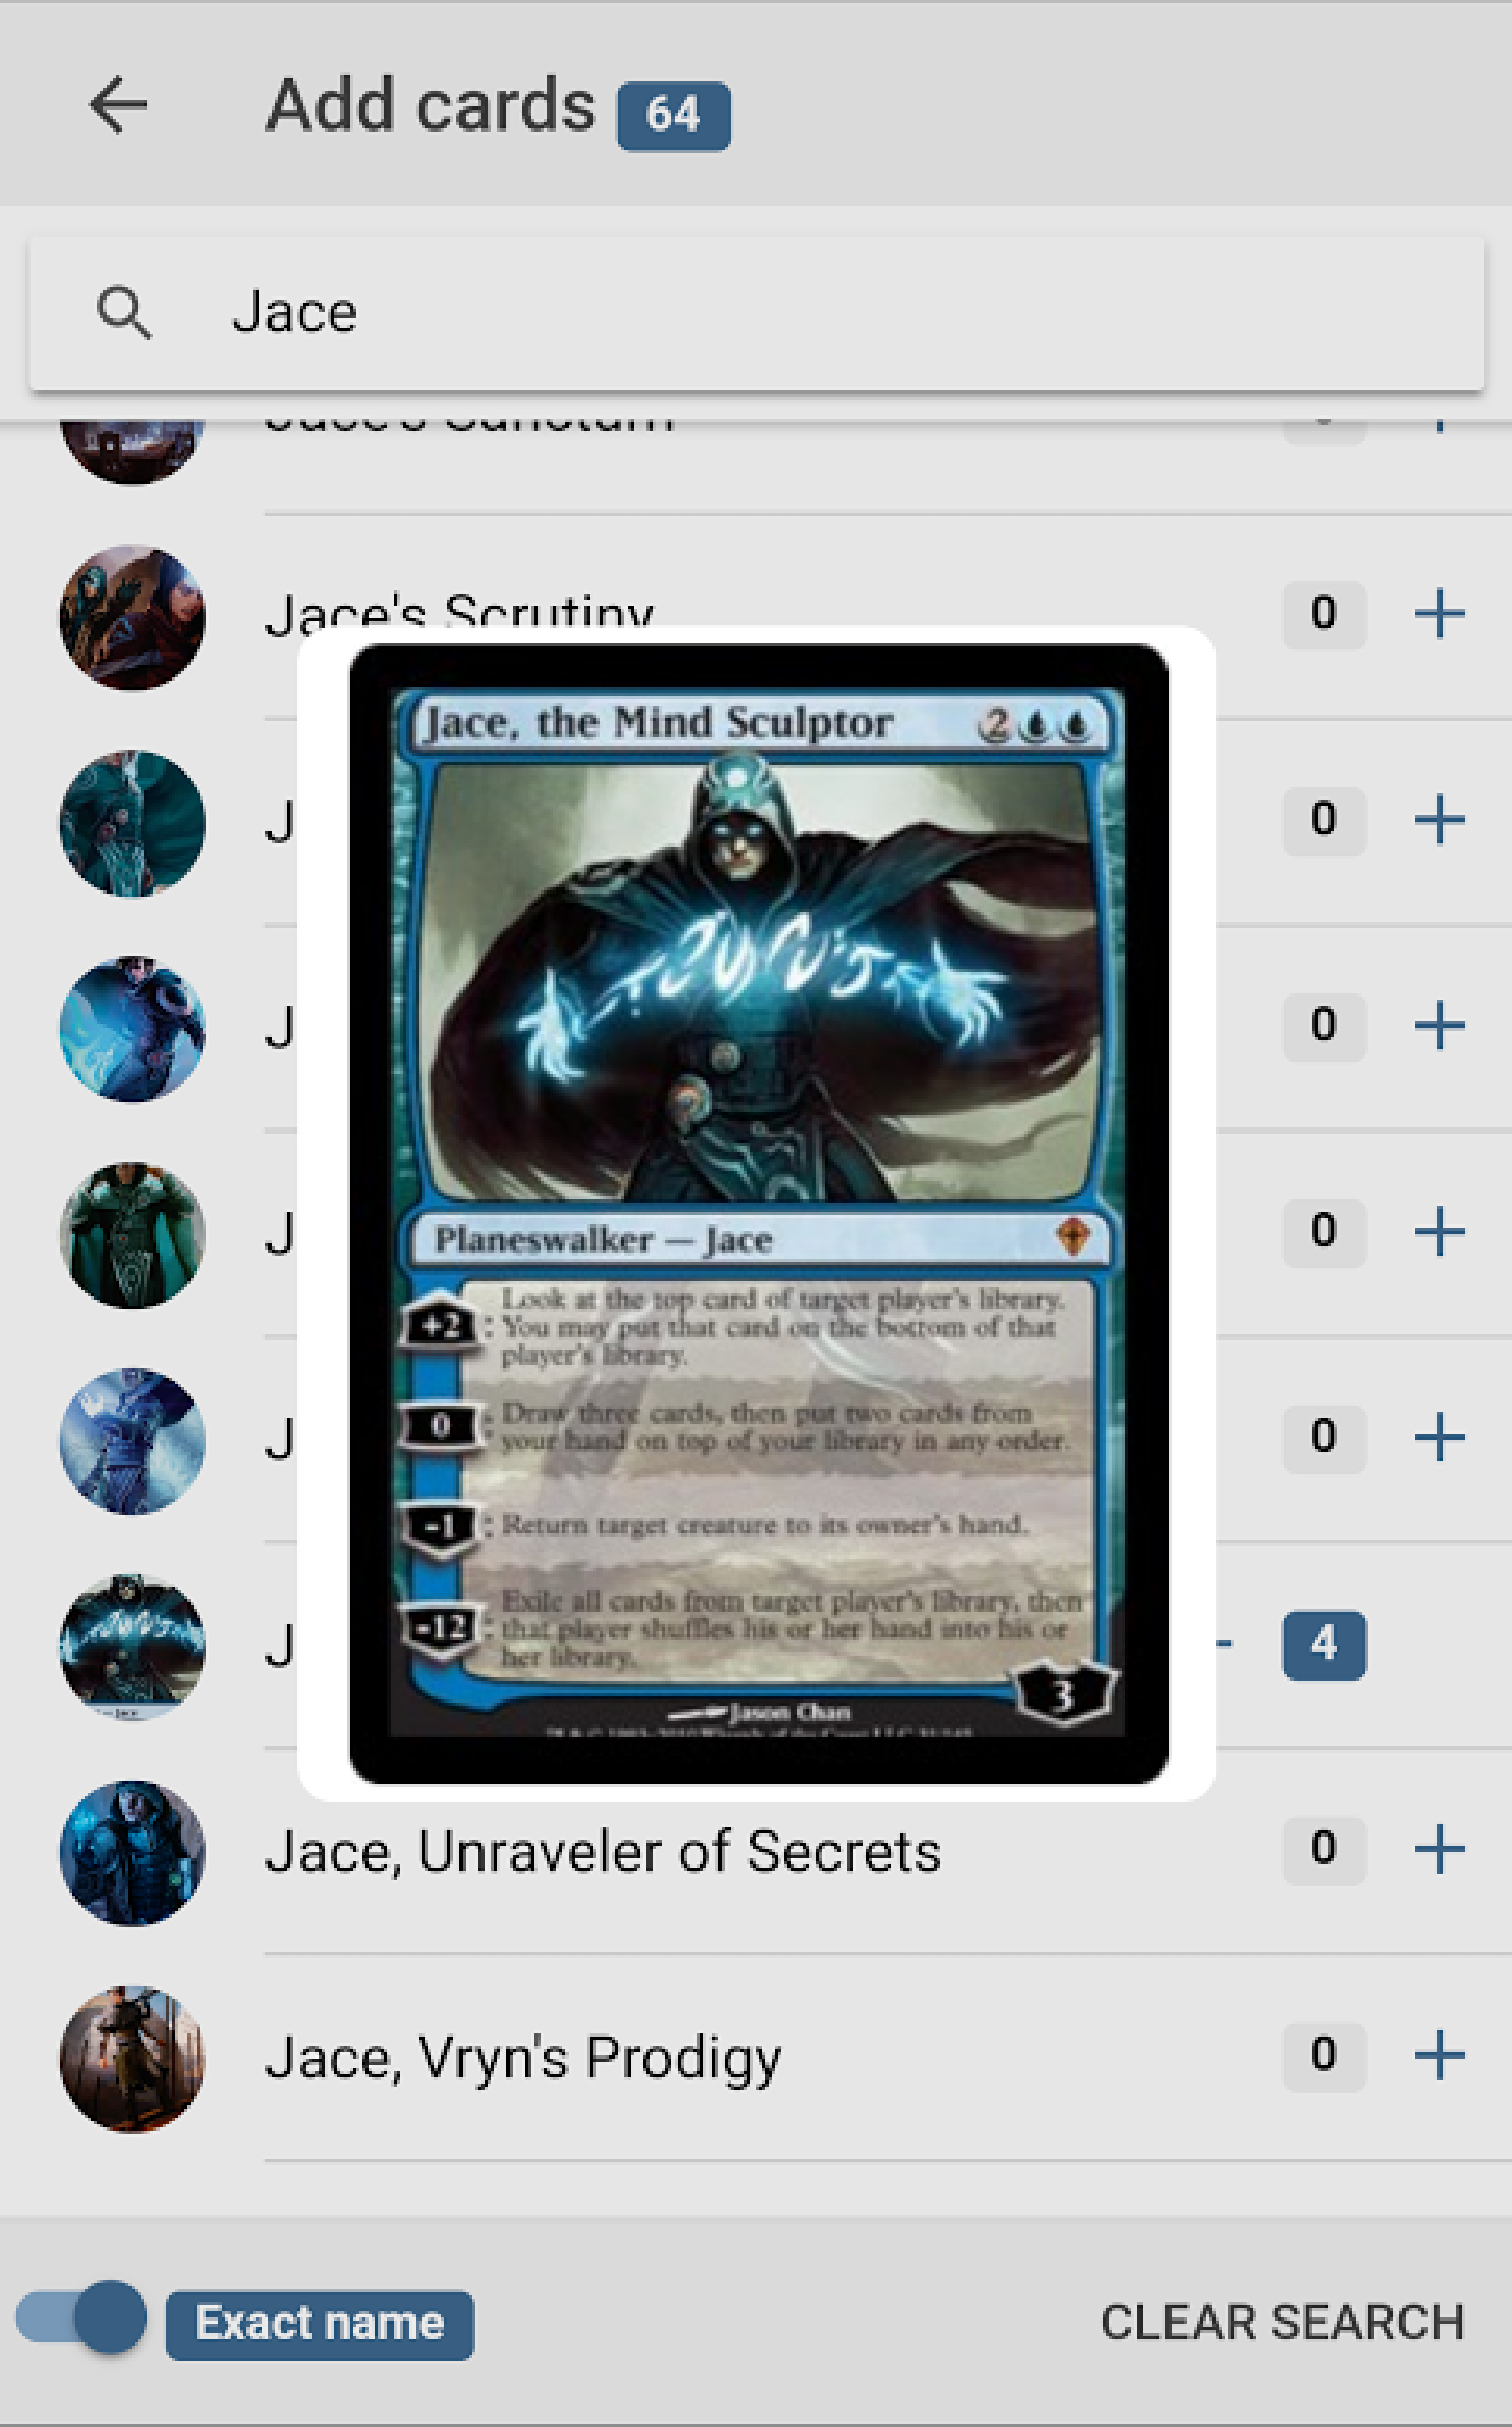 Add cards 64
Jace
Jace's Sanctum
Jace's Scrutiny 0 +
Jace, the Mind Sculptor 2
J 0 +
J 0 +
J 0 +
Planeswalker — Jace
+2 : Look at the top card of target player's library.
You may put that card on the bottom of that
player's library.
0 : Draw three cards, then put two cards from
your hand on top of your library in any order.
J 0 +
-1 : Return target creature to its owner's hand.
-12 : Exile all cards from target player's library, then
that player shuffles his or her hand into his or
her library.
J - 4
3
Jason Chan
Jace, Unraveler of Secrets 0 +
Jace, Vryn's Prodigy 0 +
Exact name
CLEAR SEARCH